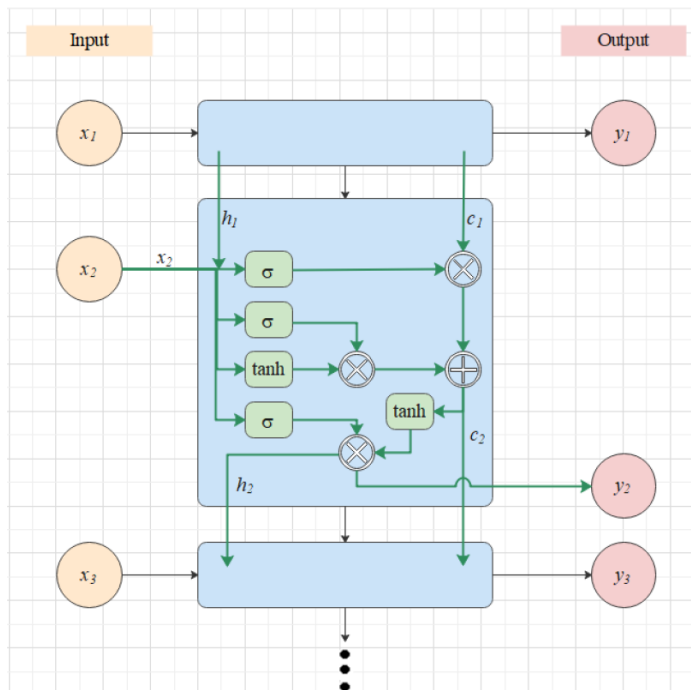 Input
Output
x1
y1
h1
c1
x2
x2
σ
σ
tanh
tanh
σ
c2
h2
y2
x3
y3